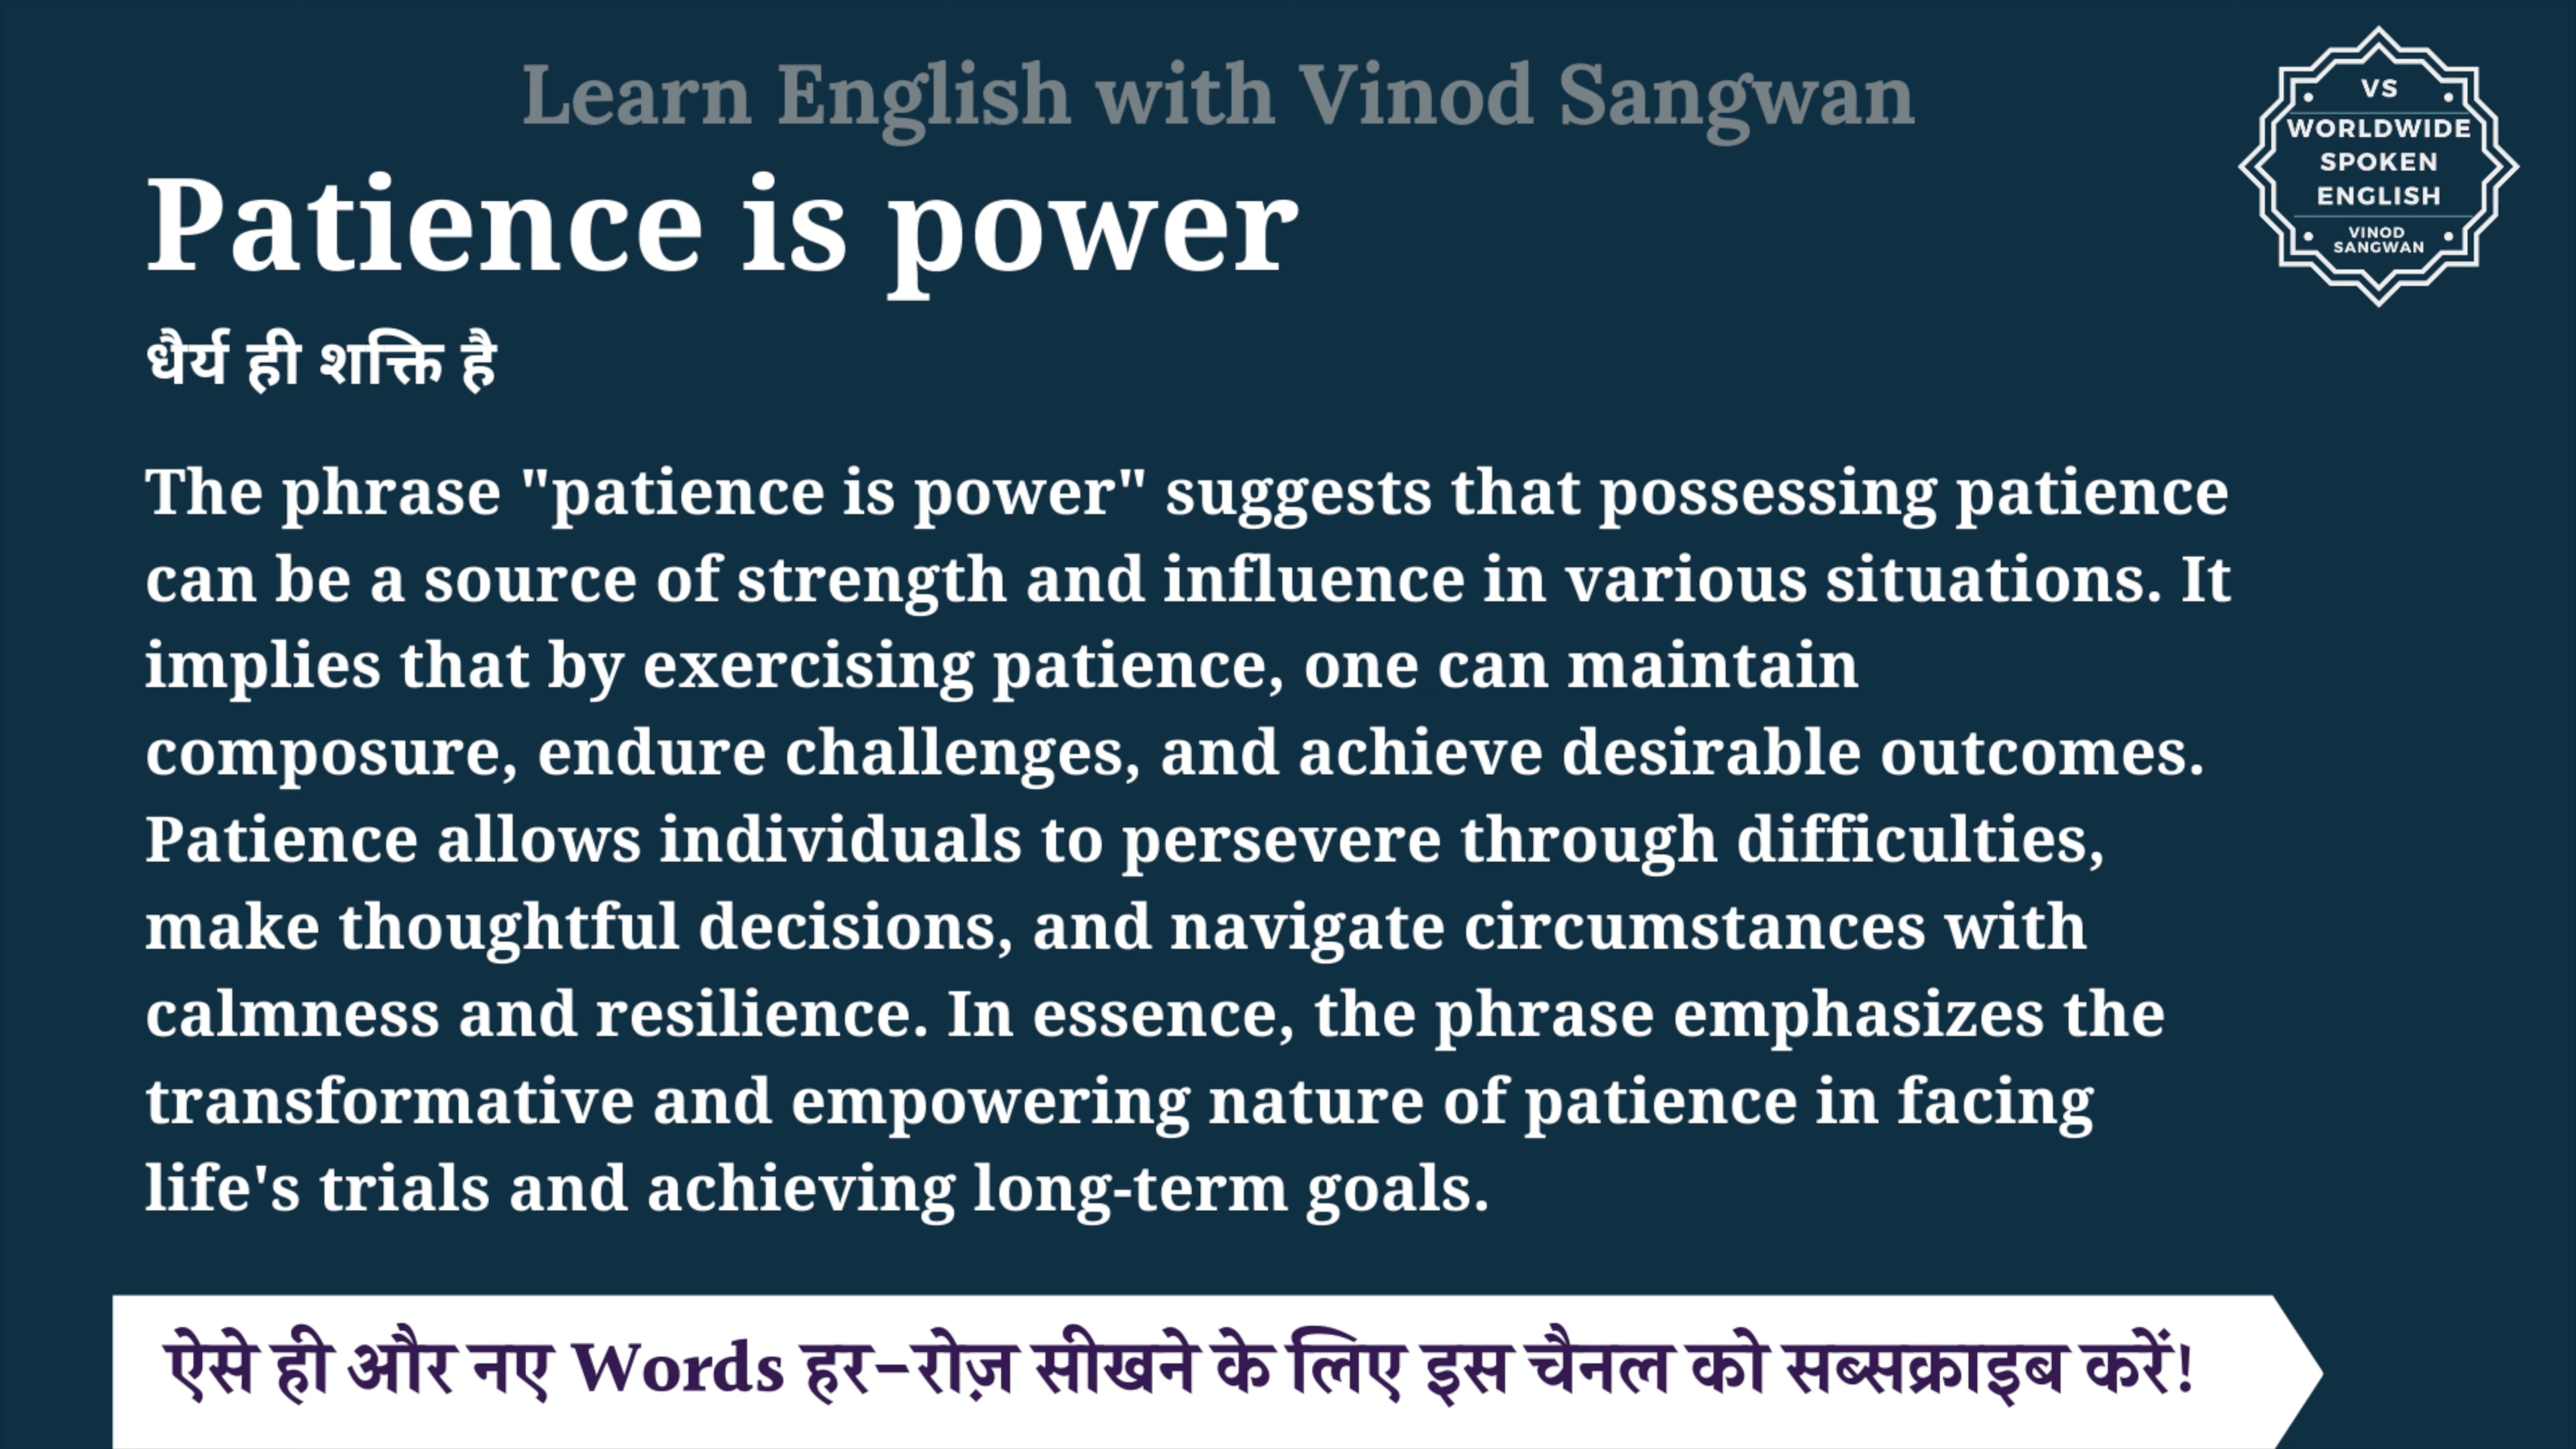 Learn English with Vinod Sangwan
VS
WORLDWIDE
SPOKEN
ENGLISH
VINOD
SANGWAN
Patience is power
धैर्य ही शक्ति है
The phrase "patience is power" suggests that possessing patience
can be a source of strength and influence in various situations. It
implies that by exercising patience, one can maintain
composure, endure challenges, and achieve desirable outcomes.
Patience allows individuals to persevere through difficulties,
make thoughtful decisions, and navigate circumstances with
calmness and resilience. In essence, the phrase emphasizes the
transformative and empowering nature of patience in facing
life's trials and achieving long-term goals.
ऐसे ही और नए Words हर-रोज़ सीखने के लिए इस चैनल को सब्सक्राइब करें!